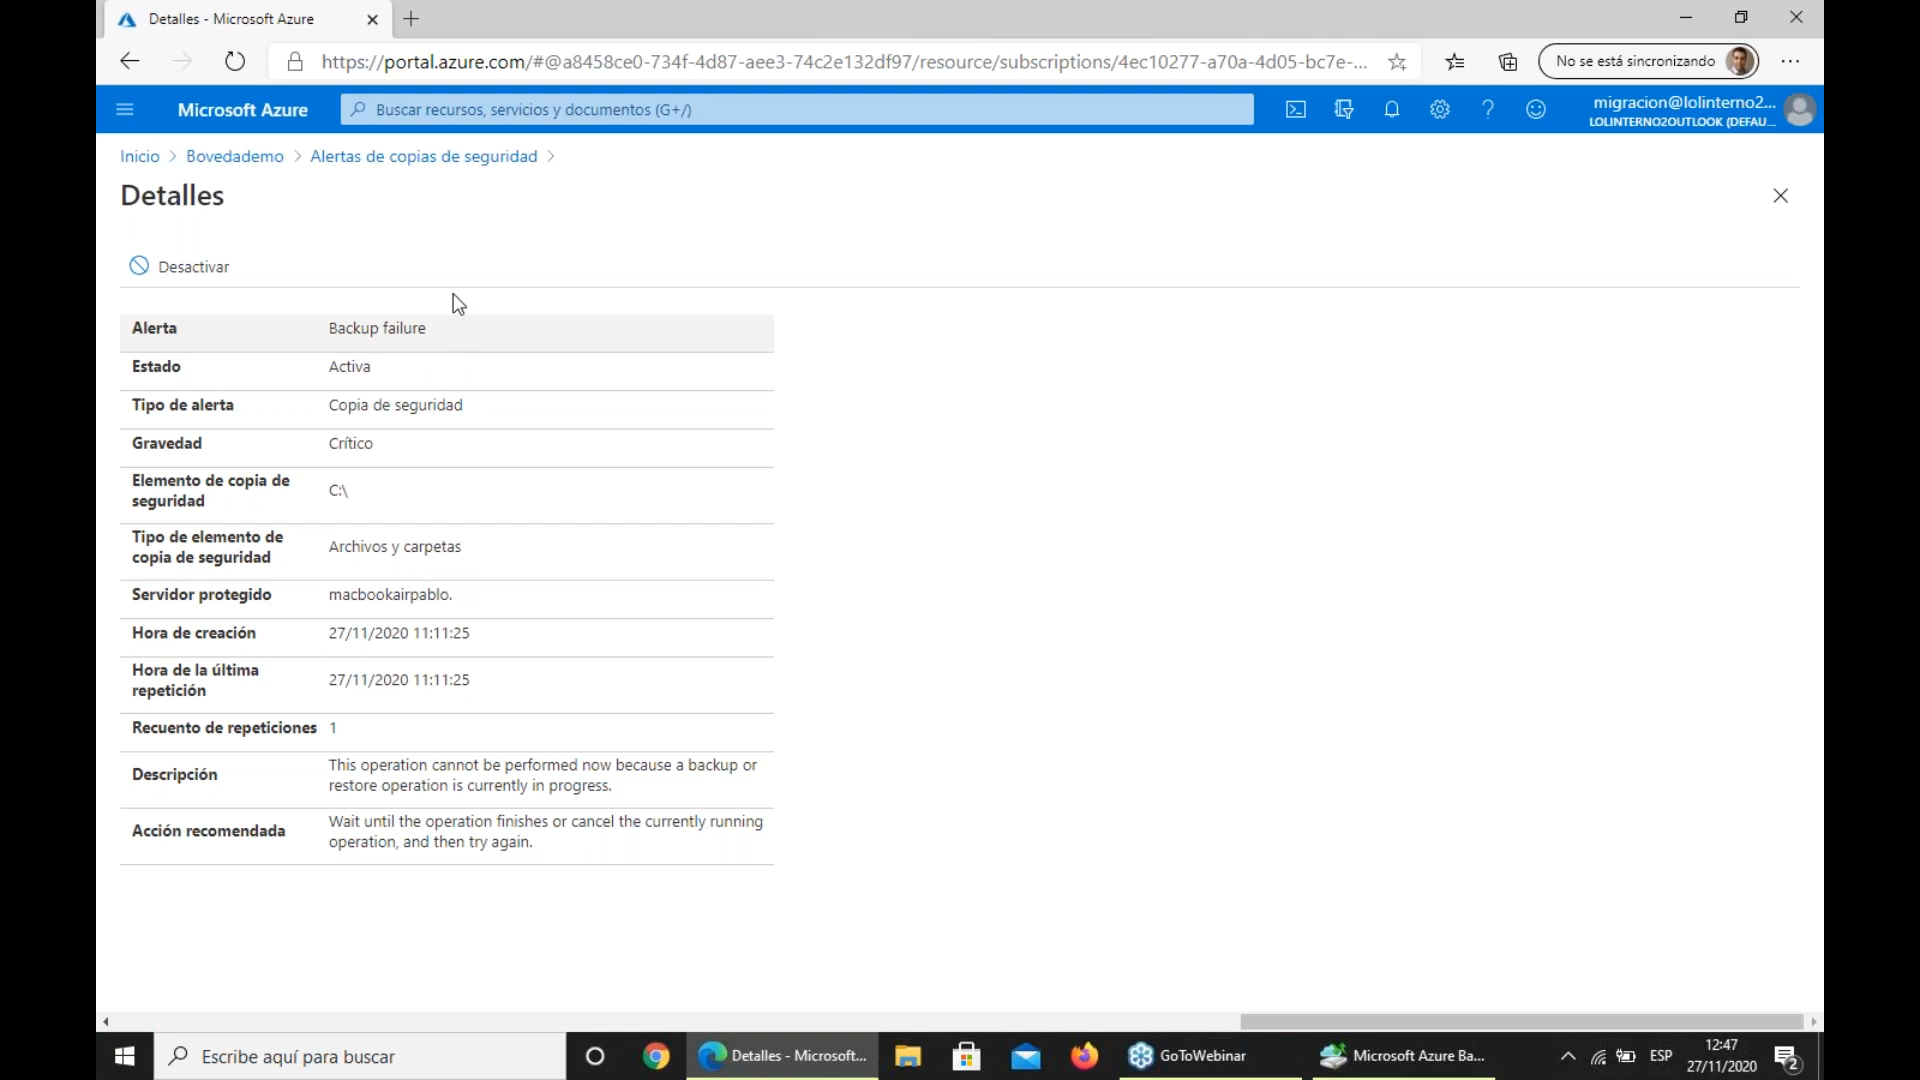 Detalles - Microsoft Azure
https://portal.azure.com/#@a8458ce0-734f-4d87-aee3-74c2e132df97/resource/subscriptions/4ec10277-a70a-4d05-bc7e-...
No se está sincronizando
Microsoft Azure
Buscar recursos, servicios y documentos (G+/)
migracion@lolinterno2...
LOLINTERNO2OUTLOOK (DEFAU...
Inicio > Bovedademo > Alertas de copias de seguridad >
Detalles
Desactivar
Alerta Backup failure
Estado Activa
Tipo de alerta Copia de seguridad
Gravedad Crítico
Elemento de copia de
seguridad
C:\
Tipo de elemento de
copia de seguridad
Archivos y carpetas
Servidor protegido macbookairpablo.
Hora de creación 27/11/2020 11:11:25
Hora de la última
repetición
27/11/2020 11:11:25
Recuento de repeticiones 1
Descripción
This operation cannot be performed now because a backup or
restore operation is currently in progress.
Acción recomendada
Wait until the operation finishes or cancel the currently running
operation, and then try again.
Escribe aquí para buscar
Detalles - Microsoft...
GoToWebinar
Microsoft Azure Ba...
ESP
12:47
27/11/2020
2